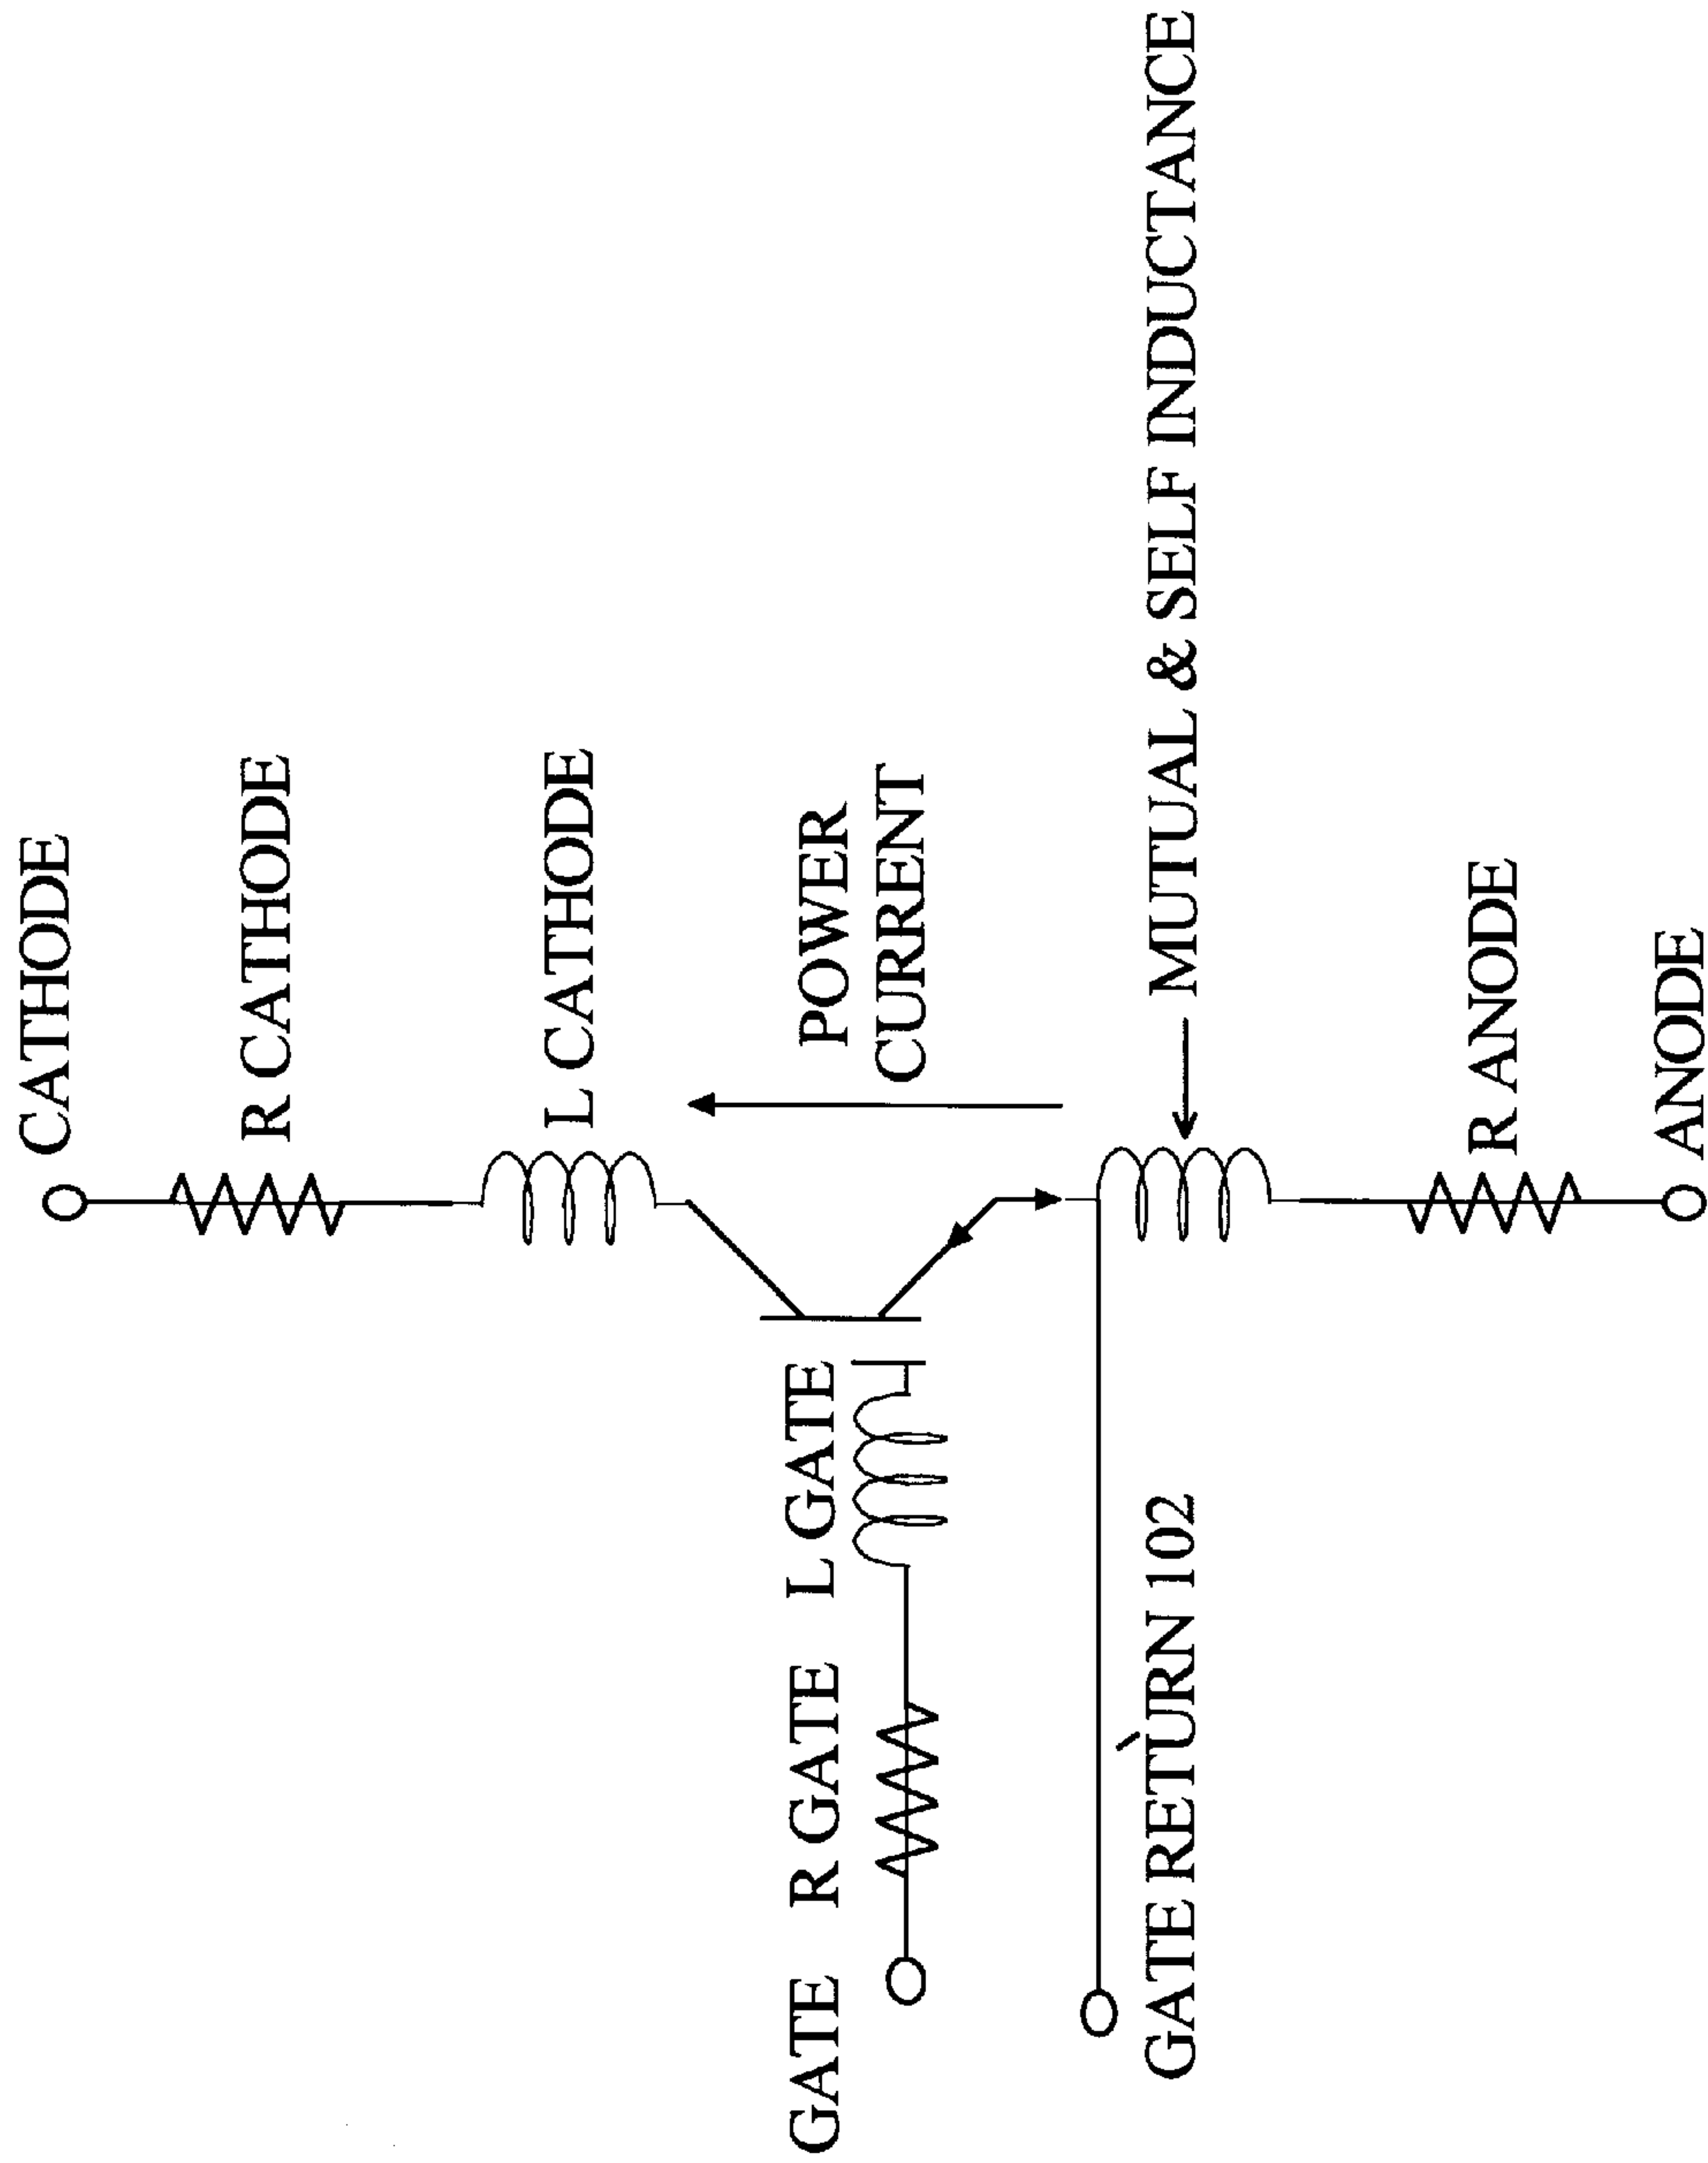 CATHODE
R CATHODE
L CATHODE
POWER
CURRENT
GATE R GATE L GATE
MUTUAL & SELF INDUCTANCE
GATE RETURN 102
R ANODE
ANODE